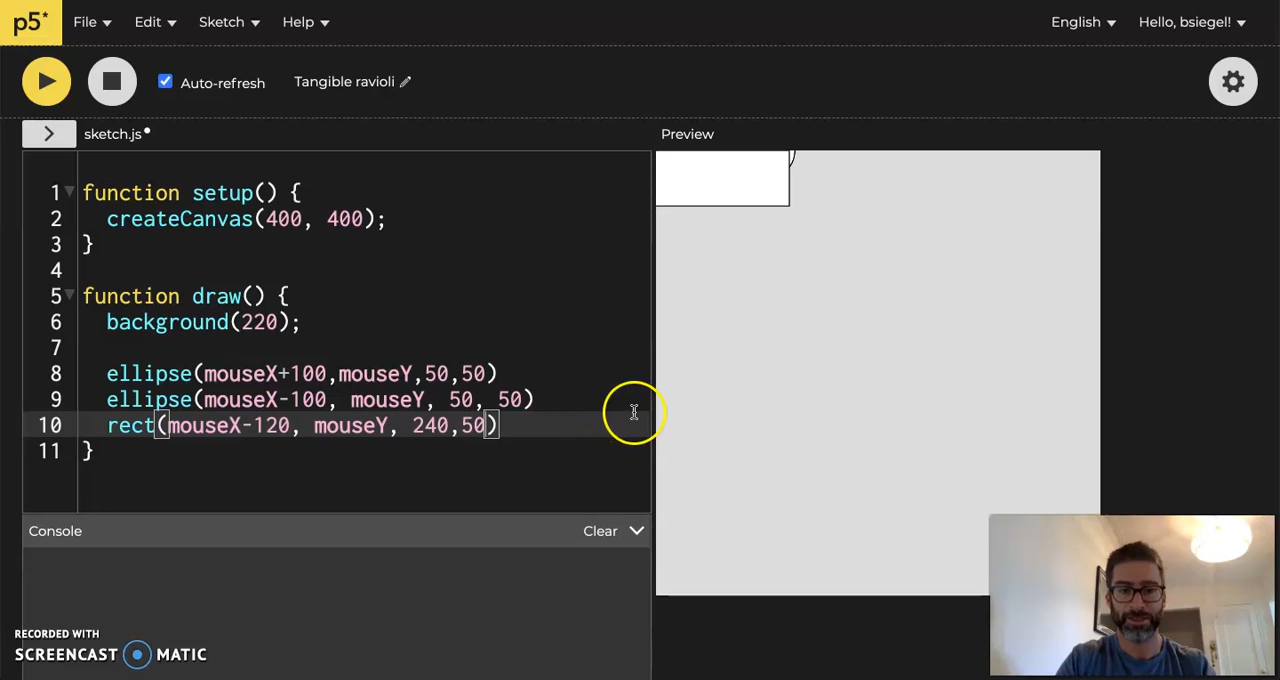 p5* File Edit Sketch Help English Hello, bsiegel!
Auto-refresh Tangible ravioli
> sketch.js Preview
1 function setup() {
2 createCanvas(400, 400);
3 }
4
5 function draw() {
6 background(220);
7
8 ellipse(mouseX+100,mouseY,50,50)
9 ellipse(mouseX-100, mouseY, 50, 50)
10 rect(mouseX-120, mouseY, 240,50)
11 }
Console Clear
RECORDED WITH
SCREENCAST MATIC